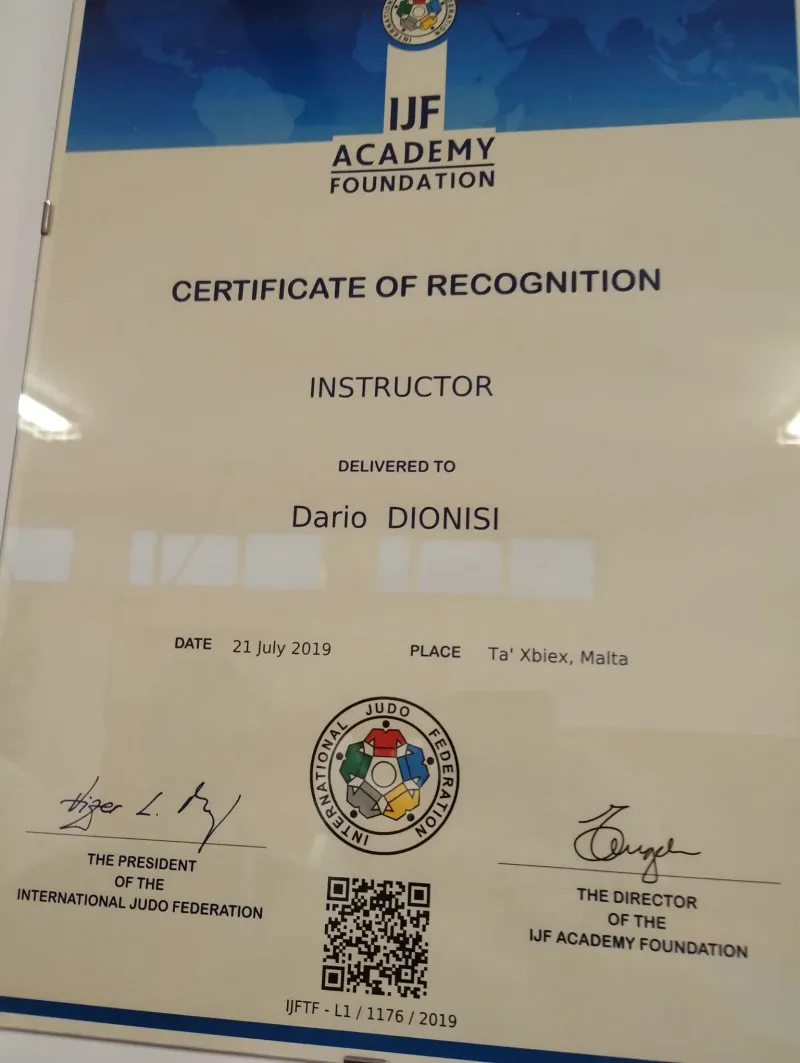 INTERNATIONAL FEDERATION
IJF
ACADEMY
FOUNDATION
CERTIFICATE OF RECOGNITION
INSTRUCTOR
DELIVERED TO
Dario DIONISI
DATE 21 July 2019 PLACE Ta' Xbiex, Malta
INTERNATIONAL JUDO FEDERATION
THE PRESIDENT
OF THE
INTERNATIONAL JUDO FEDERATION
THE DIRECTOR
OF THE
IJF ACADEMY FOUNDATION
IJFTF - L1 / 1176 / 2019